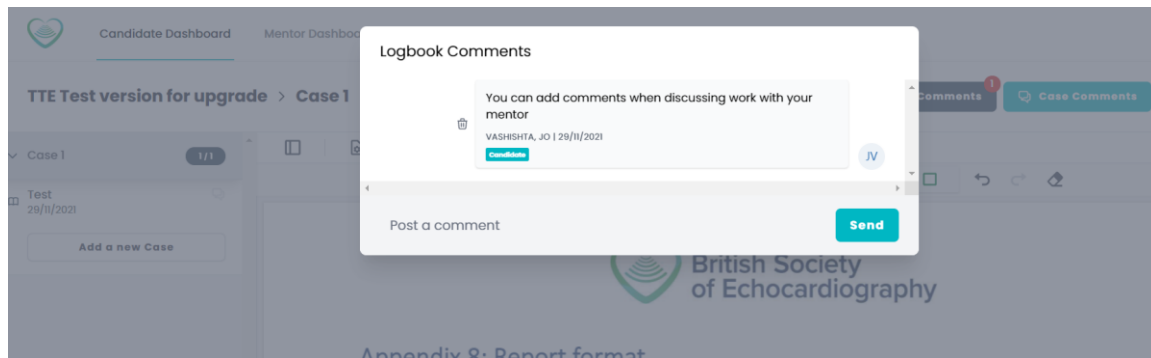 Candidate Dashboard
Mentor Dashboa
Logbook Comments
TTE Test version for upgrade > Case 1
You can add comments when discussing work with your
mentor
VASHISHTA, JO | 29/11/2021
Candidate
JV
Comments
1
Case Comments
Case 1
1/1
Test
29/11/2021
Add a new Case
Post a comment
Send
British Society
of Echocardiography
Appendix 8: Report format